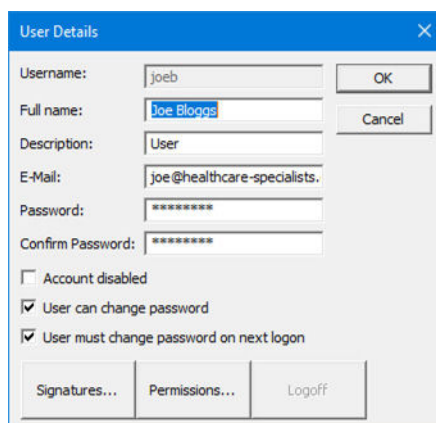 User Details
Username: joeb OK
Full name: Joe Bloggs
Cancel
Description: User
E-Mail: joe@healthcare-specialists.
Password: ********
Confirm Password: ********
Account disabled
User can change password
User must change password on next logon
Signatures... Permissions... Logoff